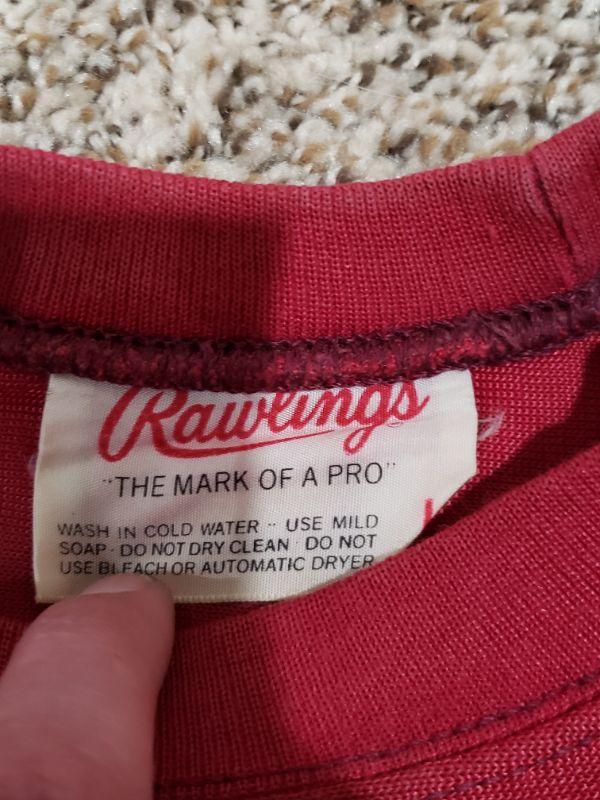 Rawlings
"THE MARK OF A PRO"
WASH IN COLD WATER ·· USE MILD
SOAP · DO NOT DRY CLEAN · DO NOT
USE BLEACH OR AUTOMATIC DRYER